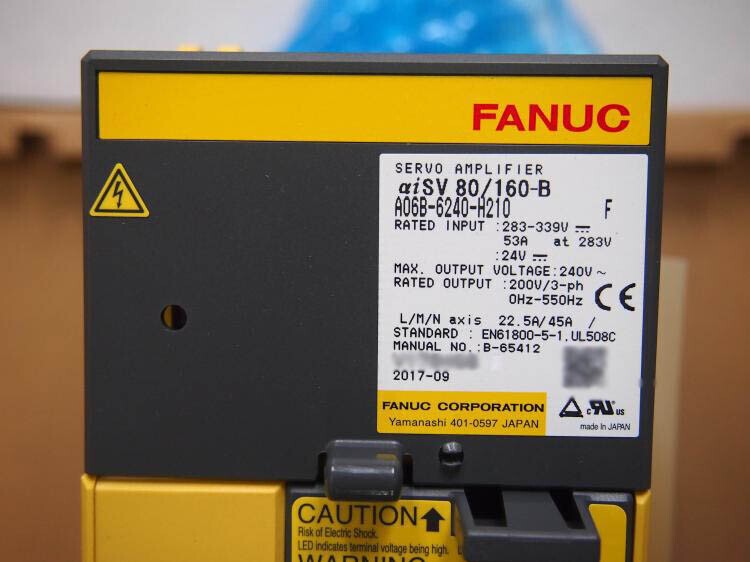 FANUC
SERVO AMPLIFIER
αiSV 80/160-B
A06B-6240-H210 F
RATED INPUT :283-339V ⎓
53A at 283V
:24V ⎓
MAX. OUTPUT VOLTAGE:240V ~
RATED OUTPUT :200V/3-ph
0Hz-550Hz
CE
L/M/N axis 22.5A/45A /
STANDARD : EN61800-5-1.UL508C
MANUAL NO.:B-65412
2017-09
FANUC CORPORATION
Yamanashi 401-0597 JAPAN
c US
made in JAPAN
CAUTION
Risk of Electric Shock.
LED indicates terminal voltage being high.
WARNING